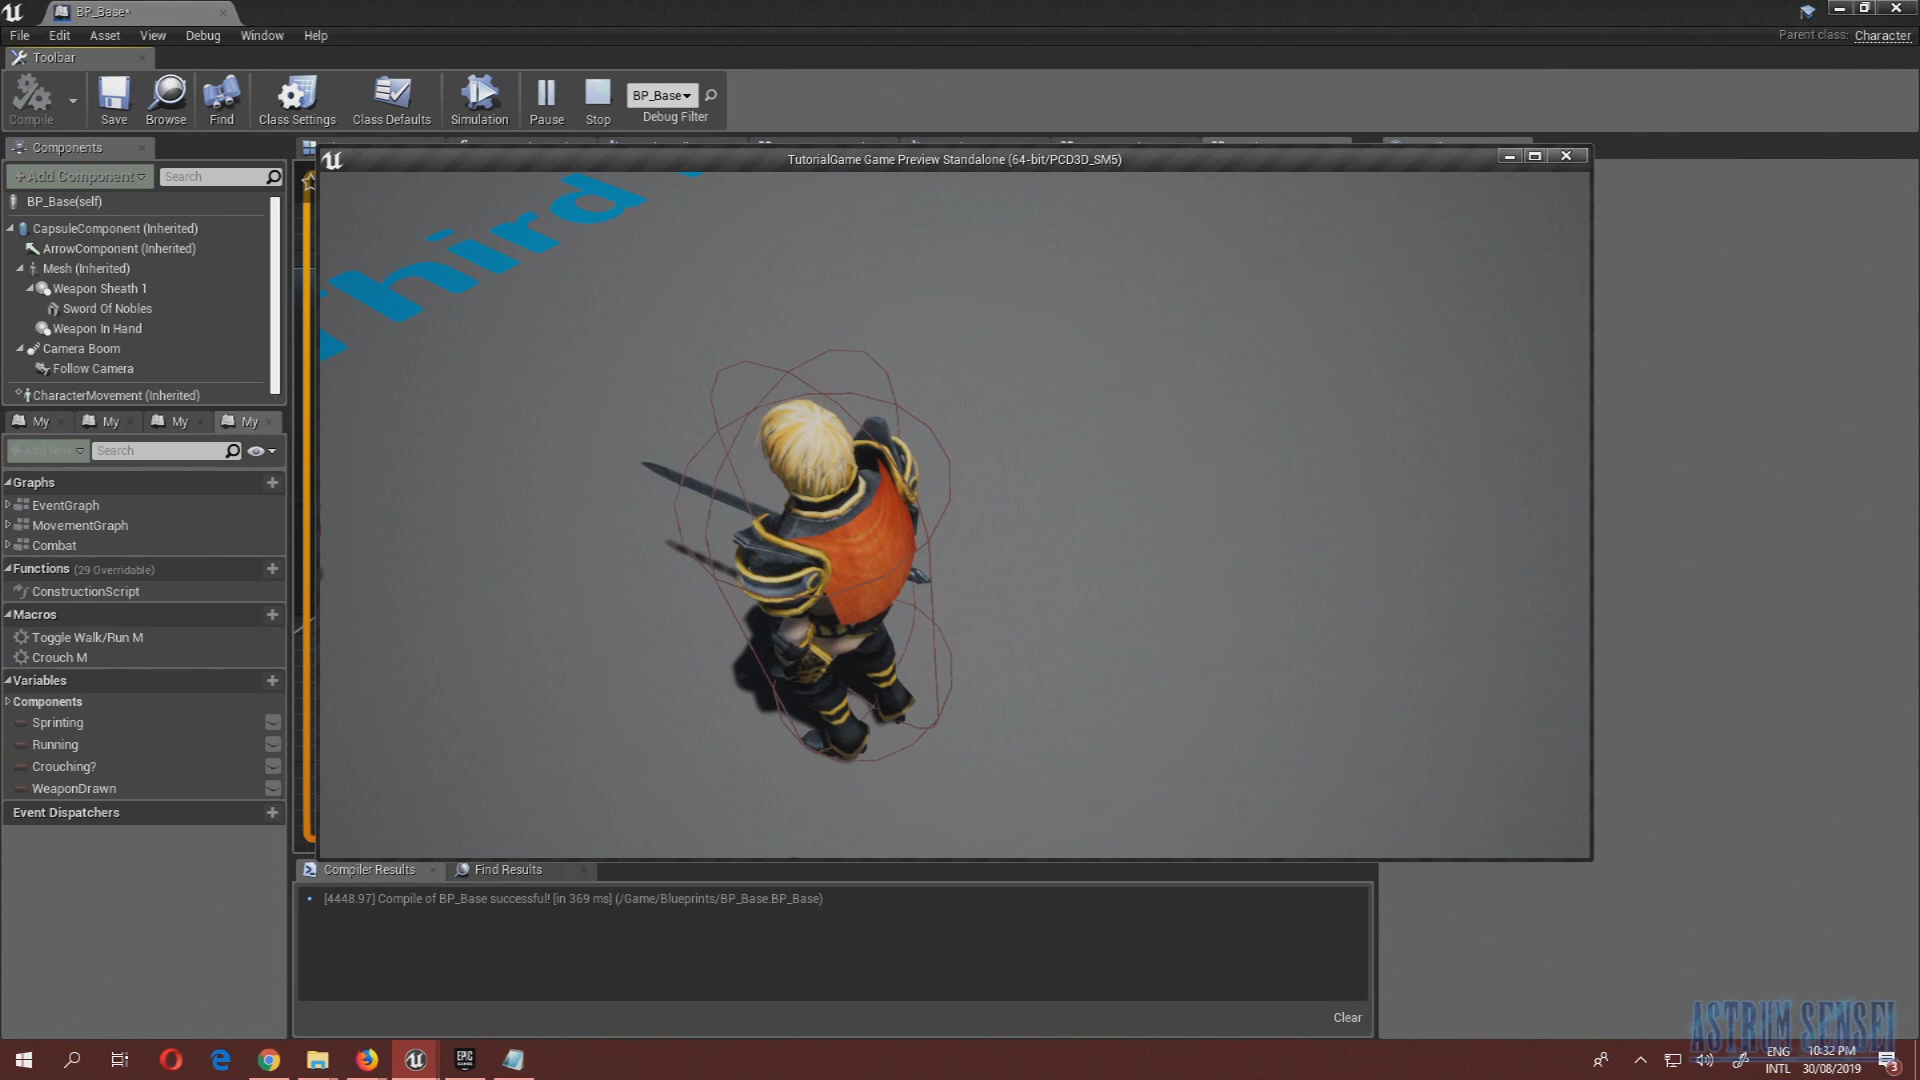 BP_Base*
File Edit Asset View Debug Window Help
Parent class: Character
Toolbar
Compile Save Browse Find Class Settings Class Defaults Simulation Pause Stop
BP_Base
Debug Filter
Components
+Add Component
Search
BP_Base(self)
CapsuleComponent (Inherited)
ArrowComponent (Inherited)
Mesh (Inherited)
Weapon Sheath 1
Sword Of Nobles
Weapon In Hand
Camera Boom
Follow Camera
CharacterMovement (Inherited)
My My My My
+Add New
Search
Graphs
EventGraph
MovementGraph
Combat
Functions (29 Overridable)
ConstructionScript
Macros
Toggle Walk/Run M
Crouch M
Variables
Components
Sprinting
Running
Crouching?
WeaponDrawn
Event Dispatchers
TutorialGame Game Preview Standalone (64-bit/PCD3D_SM5)
Third
Compiler Results
Find Results
[4448.97] Compile of BP_Base successful! [in 369 ms] (/Game/Blueprints/BP_Base.BP_Base)
Clear
ASTRUM SENSEI
EPIC GAMES
ENG
INTL
10:32 PM
30/08/2019
3